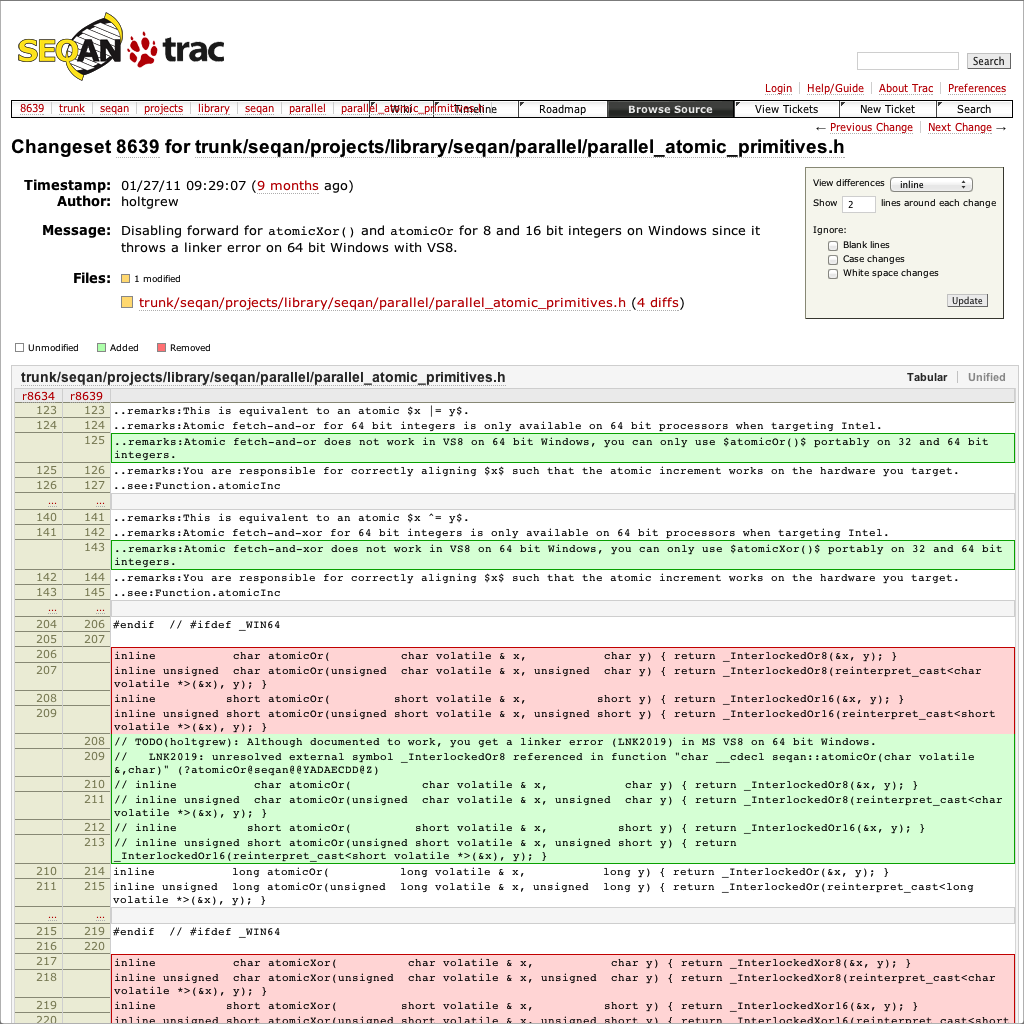 SEQAN trac
Search
Login Help/Guide About Trac Preferences
8639 trunk seqan projects library seqan parallel parallel_atomic_primitives.h Wiki Timeline Roadmap Browse Source View Tickets New Ticket Search
← Previous Change Next Change →
Changeset 8639 for trunk/seqan/projects/library/seqan/parallel/parallel_atomic_primitives.h
Timestamp: 01/27/11 09:29:07 (9 months ago)
Author: holtgrew
Message: Disabling forward for atomicXor() and atomicOr for 8 and 16 bit integers on Windows since it
throws a linker error on 64 bit Windows with VS8.
Files: 1 modified
trunk/seqan/projects/library/seqan/parallel/parallel_atomic_primitives.h (4 diffs)
View differences inline
Show 2 lines around each change
Ignore:
Blank lines
Case changes
White space changes
Update
Unmodified Added Removed
trunk/seqan/projects/library/seqan/parallel/parallel_atomic_primitives.h Tabular Unified
r8634 r8639
123 123 ..remarks:This is equivalent to an atomic $x |= y$.
124 124 ..remarks:Atomic fetch-and-or for 64 bit integers is only available on 64 bit processors when targeting Intel.
125 ..remarks:Atomic fetch-and-or does not work in VS8 on 64 bit Windows, you can only use $atomicOr()$ portably on 32 and 64 bit
integers.
125 126 ..remarks:You are responsible for correctly aligning $x$ such that the atomic increment works on the hardware you target.
126 127 ..see:Function.atomicInc
… …
140 141 ..remarks:This is equivalent to an atomic $x ^= y$.
141 142 ..remarks:Atomic fetch-and-xor for 64 bit integers is only available on 64 bit processors when targeting Intel.
143 ..remarks:Atomic fetch-and-xor does not work in VS8 on 64 bit Windows, you can only use $atomicXor()$ portably on 32 and 64 bit
integers.
142 144 ..remarks:You are responsible for correctly aligning $x$ such that the atomic increment works on the hardware you target.
143 145 ..see:Function.atomicInc
… …
204 206 #endif // #ifdef _WIN64
205 207
206 inline char atomicOr( char volatile & x, char y) { return _InterlockedOr8(&x, y); }
207 inline unsigned char atomicOr(unsigned char volatile & x, unsigned char y) { return _InterlockedOr8(reinterpret_cast<char
volatile *>(&x), y); }
208 inline short atomicOr( short volatile & x, short y) { return _InterlockedOr16(&x, y); }
209 inline unsigned short atomicOr(unsigned short volatile & x, unsigned short y) { return _InterlockedOr16(reinterpret_cast<short
volatile *>(&x), y); }
208 // TODO(holtgrew): Although documented to work, you get a linker error (LNK2019) in MS VS8 on 64 bit Windows.
209 // LNK2019: unresolved external symbol _InterlockedOr8 referenced in function "char __cdecl seqan::atomicOr(char volatile
&,char)" (?atomicOr@seqan@@YADAECDD@Z)
210 // inline char atomicOr( char volatile & x, char y) { return _InterlockedOr8(&x, y); }
211 // inline unsigned char atomicOr(unsigned char volatile & x, unsigned char y) { return _InterlockedOr8(reinterpret_cast<char
volatile *>(&x), y); }
212 // inline short atomicOr( short volatile & x, short y) { return _InterlockedOr16(&x, y); }
213 // inline unsigned short atomicOr(unsigned short volatile & x, unsigned short y) { return
_InterlockedOr16(reinterpret_cast<short volatile *>(&x), y); }
210 214 inline long atomicOr( long volatile & x, long y) { return _InterlockedOr(&x, y); }
211 215 inline unsigned long atomicOr(unsigned long volatile & x, unsigned long y) { return _InterlockedOr(reinterpret_cast<long
volatile *>(&x), y); }
… …
215 219 #endif // #ifdef _WIN64
216 220
217 inline char atomicXor( char volatile & x, char y) { return _InterlockedXor8(&x, y); }
218 inline unsigned char atomicXor(unsigned char volatile & x, unsigned char y) { return _InterlockedXor8(reinterpret_cast<char
volatile *>(&x), y); }
219 inline short atomicXor( short volatile & x, short y) { return _InterlockedXor16(&x, y); }
220 inline unsigned short atomicXor(unsigned short volatile & x, unsigned short y) { return _InterlockedXor16(reinterpret_cast<short